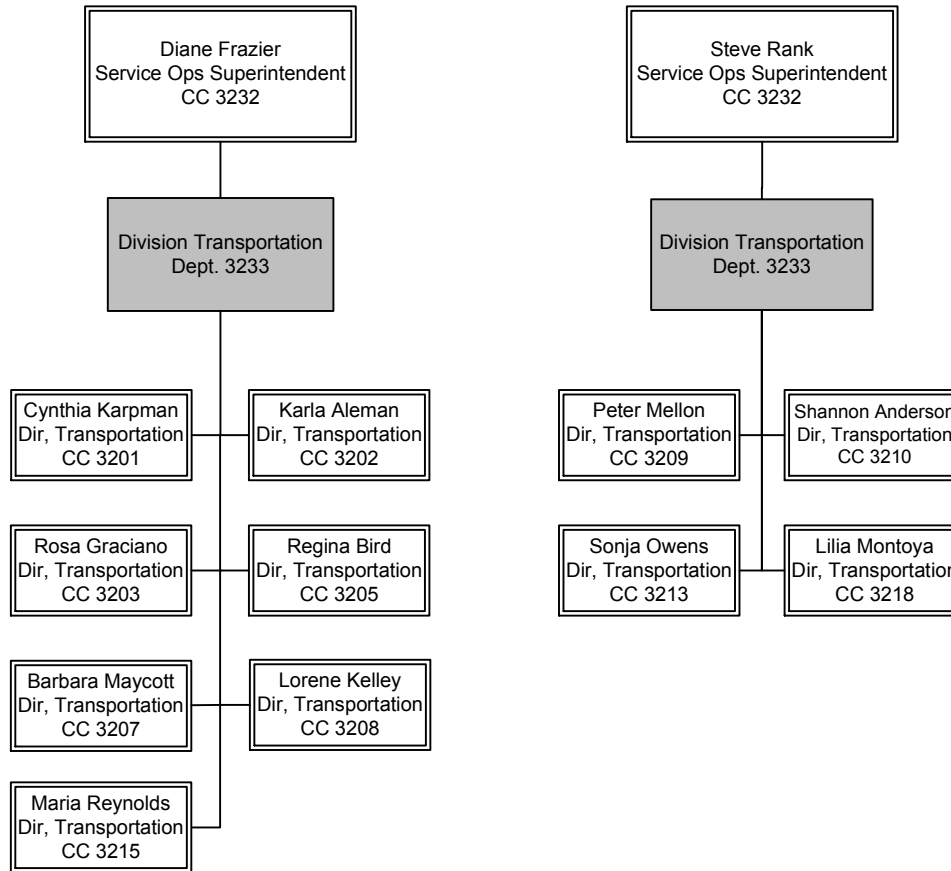 Diane Frazier
Service Ops Superintendent
CC 3232
Steve Rank
Service Ops Superintendent
CC 3232
Division Transportation
Dept. 3233
Division Transportation
Dept. 3233
Cynthia Karpman
Dir, Transportation
CC 3201
Karla Aleman
Dir, Transportation
CC 3202
Peter Mellon
Dir, Transportation
CC 3209
Shannon Anderson
Dir, Transportation
CC 3210
Rosa Graciano
Dir, Transportation
CC 3203
Regina Bird
Dir, Transportation
CC 3205
Sonja Owens
Dir, Transportation
CC 3213
Lilia Montoya
Dir, Transportation
CC 3218
Barbara Maycott
Dir, Transportation
CC 3207
Lorene Kelley
Dir, Transportation
CC 3208
Maria Reynolds
Dir, Transportation
CC 3215